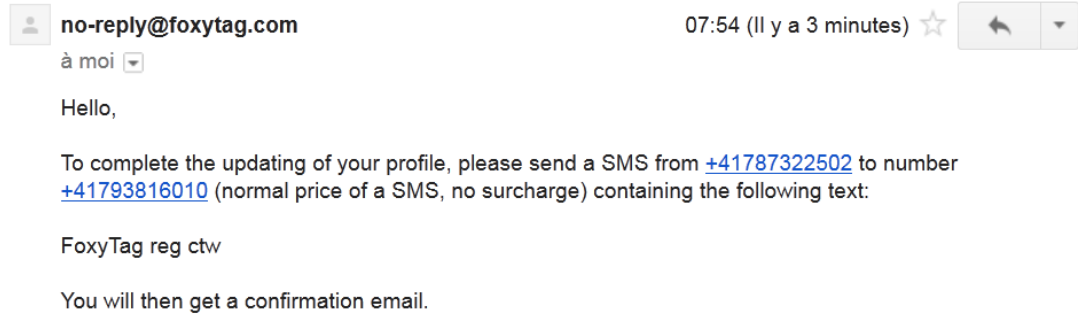 no-reply@foxytag.com 07:54 (Il y a 3 minutes)
à moi
Hello,
To complete the updating of your profile, please send a SMS from +41787322502 to number
+41793816010 (normal price of a SMS, no surcharge) containing the following text:
FoxyTag reg ctw
You will then get a confirmation email.